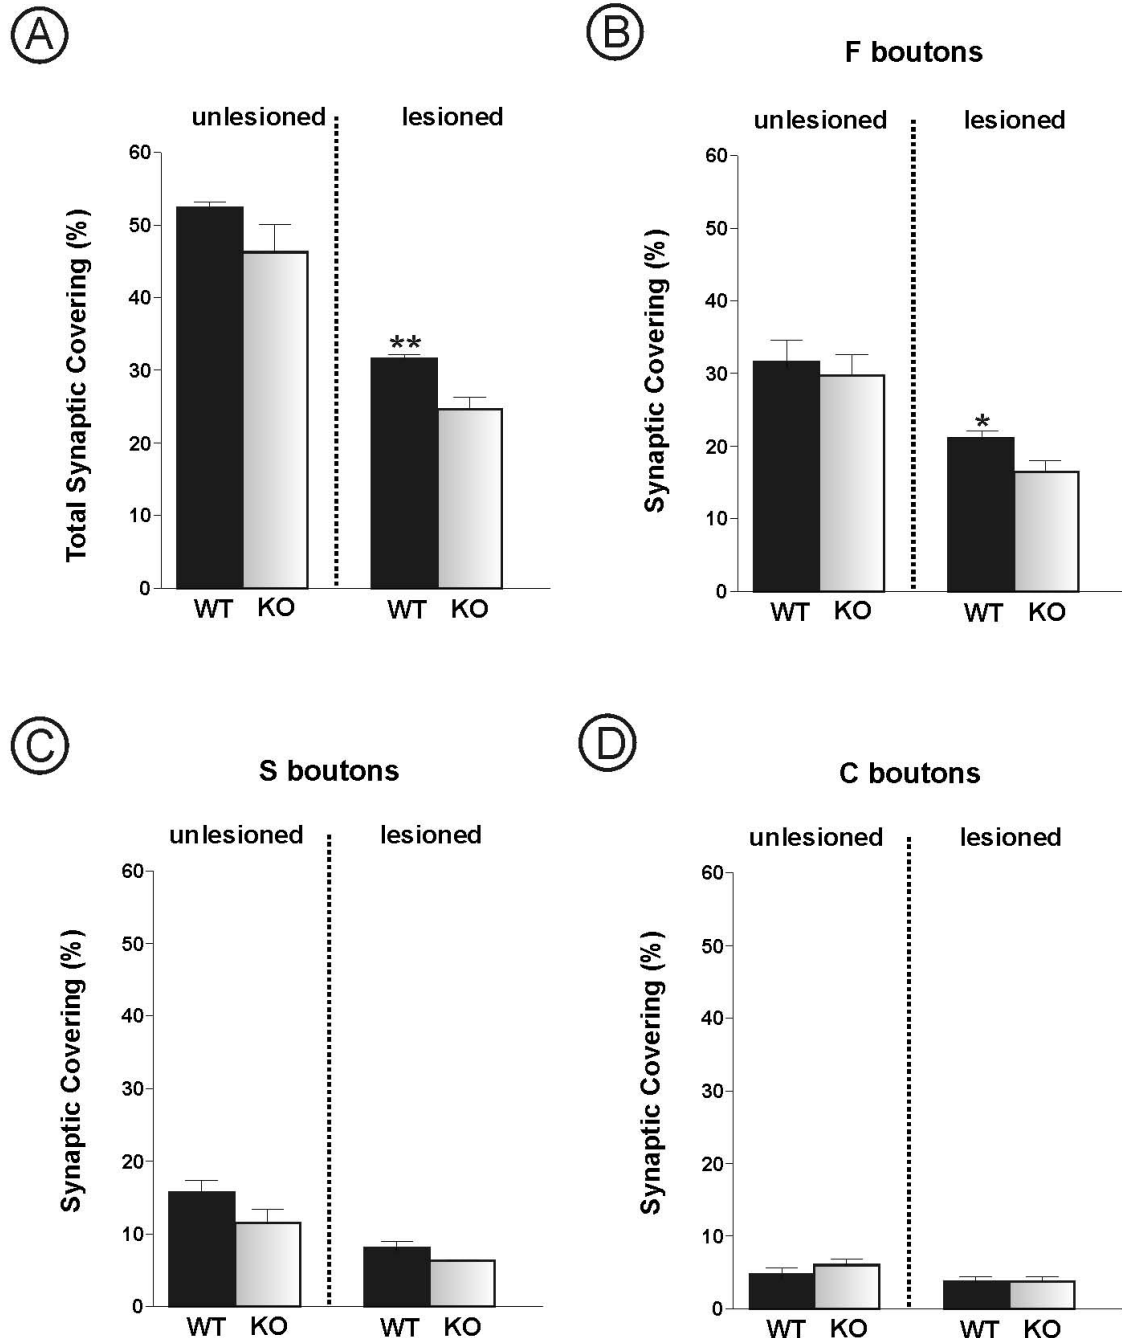 A
unlesioned
lesioned
Total Synaptic Covering (%)
60
50
40
30
20
10
0
**
WT
KO
WT
KO
B
F boutons
unlesioned
lesioned
Synaptic Covering (%)
60
50
40
30
20
10
0
*
WT
KO
WT
KO
C
S boutons
unlesioned
lesioned
Synaptic Covering (%)
60
50
40
30
20
10
0
WT
KO
WT
KO
D
C boutons
unlesioned
lesioned
Synaptic Covering (%)
60
50
40
30
20
10
0
WT
KO
WT
KO